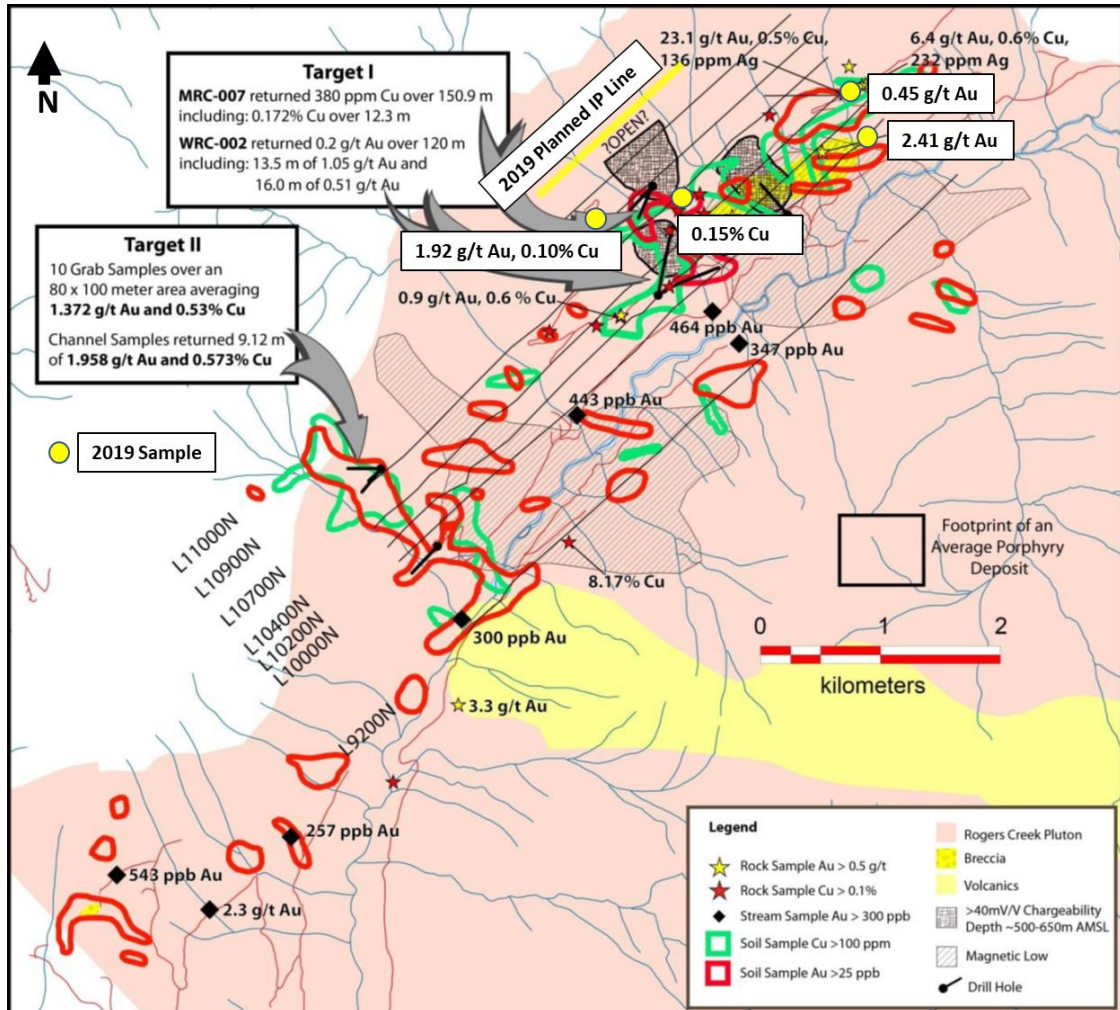 N
Target I
MRC-007 returned 380 ppm Cu over 150.9 m
including: 0.172% Cu over 12.3 m
WRC-002 returned 0.2 g/t Au over 120 m
including: 13.5 m of 1.05 g/t Au and
16.0 m of 0.51 g/t Au
2019 Planned IP Line
?OPEN?
23.1 g/t Au, 0.5% Cu,
136 ppm Ag
6.4 g/t Au, 0.6% Cu,
232 ppm Ag
0.45 g/t Au
2.41 g/t Au
1.92 g/t Au, 0.10% Cu
0.15% Cu
0.9 g/t Au, 0.6 % Cu
464 ppb Au
347 ppb Au
443 ppb Au
Target II
10 Grab Samples over an
80 x 100 meter area averaging
1.372 g/t Au and 0.53% Cu
Channel Samples returned 9.12 m
of 1.958 g/t Au and 0.573% Cu
2019 Sample
L11000N
L10900N
L10700N
L10400N
L10200N
L10000N
L9200N
8.17% Cu
Footprint of an
Average Porphyry
Deposit
300 ppb Au
0 1 2
kilometers
3.3 g/t Au
257 ppb Au
543 ppb Au
2.3 g/t Au
Legend
Rock Sample Au > 0.5 g/t
Rock Sample Cu > 0.1%
Stream Sample Au > 300 ppb
Soil Sample Cu >100 ppm
Soil Sample Au >25 ppb
Rogers Creek Pluton
Breccia
Volcanics
>40mV/V Chargeability
Depth ~500-650m AMSL
Magnetic Low
Drill Hole